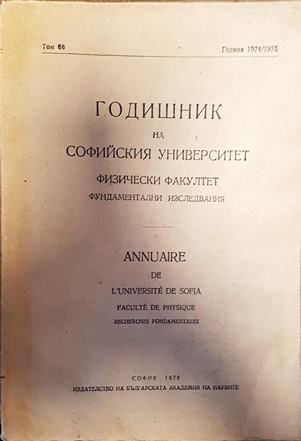 Том 66
Година 1974/1975
ГОДИШНИК
НА
СОФИЙСКИЯ УНИВЕРСИТЕТ
ФИЗИЧЕСКИ ФАКУЛТЕТ
ФУНДАМЕНТАЛНИ ИЗСЛЕДВАНИЯ
ANNUAIRE
DE
L'UNIVERSITÉ DE SOFIA
FACULTÉ DE PHYSIQUE
RECHERCHES FONDAMENTALES
СОФИЯ 1978
ИЗДАТЕЛСТВО НА БЪЛГАРСКАТА АКАДЕМИЯ НА НАУКИТЕ